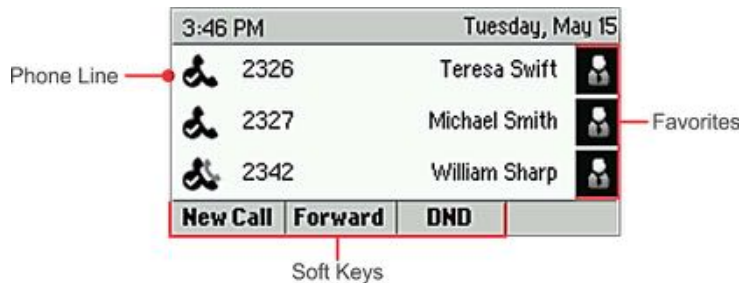 3:46 PM Tuesday, May 15
Phone Line 2326 Teresa Swift
2327 Michael Smith Favorites
2342 William Sharp
New Call Forward DND
Soft Keys